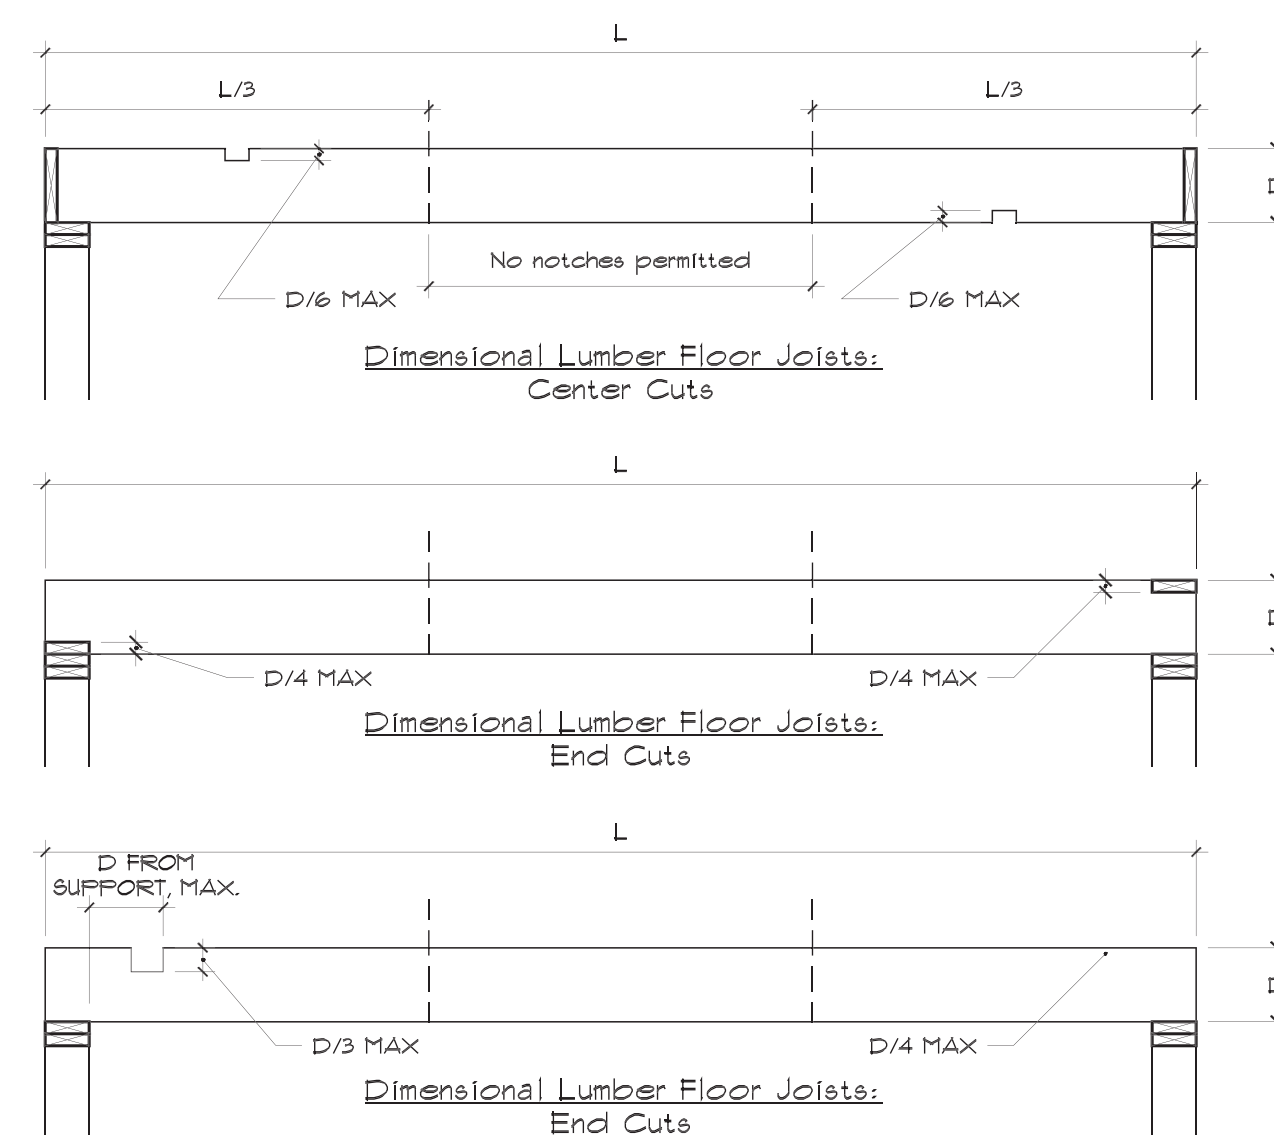 L
L/3
L/3
D
No notches permitted
D/6 MAX
D/6 MAX
Dimensional Lumber Floor Joists:
Center Cuts
L
D
D/4 MAX
D/4 MAX
Dimensional Lumber Floor Joists:
End Cuts
L
D FROM
SUPPORT, MAX.
D
D/3 MAX
D/4 MAX
Dimensional Lumber Floor Joists:
End Cuts